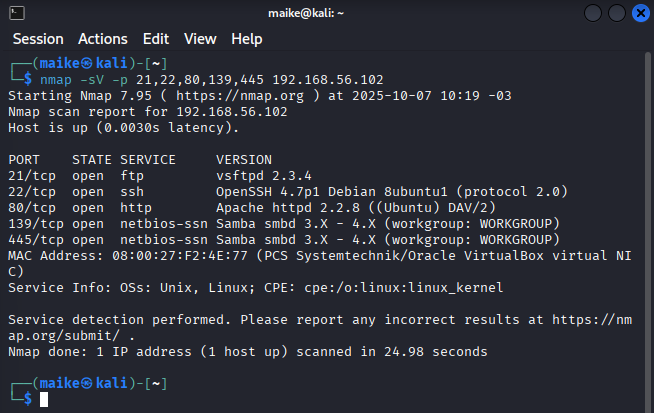 maike@kali: ~
Session Actions Edit View Help
┌──(maike㉿kali)-[~]
└─$ nmap -sV -p 21,22,80,139,445 192.168.56.102
Starting Nmap 7.95 ( https://nmap.org ) at 2025-10-07 10:19 -03
Nmap scan report for 192.168.56.102
Host is up (0.0030s latency).
PORT    STATE SERVICE     VERSION
21/tcp  open  ftp         vsftpd 2.3.4
22/tcp  open  ssh         OpenSSH 4.7p1 Debian 8ubuntu1 (protocol 2.0)
80/tcp  open  http        Apache httpd 2.2.8 ((Ubuntu) DAV/2)
139/tcp open  netbios-ssn Samba smbd 3.X - 4.X (workgroup: WORKGROUP)
445/tcp open  netbios-ssn Samba smbd 3.X - 4.X (workgroup: WORKGROUP)
MAC Address: 08:00:27:F2:4E:77 (PCS Systemtechnik/Oracle VirtualBox virtual NI
C)
Service Info: OSs: Unix, Linux; CPE: cpe:/o:linux:linux_kernel
Service detection performed. Please report any incorrect results at https://nm
ap.org/submit/ .
Nmap done: 1 IP address (1 host up) scanned in 24.98 seconds
┌──(maike㉿kali)-[~]
└─$